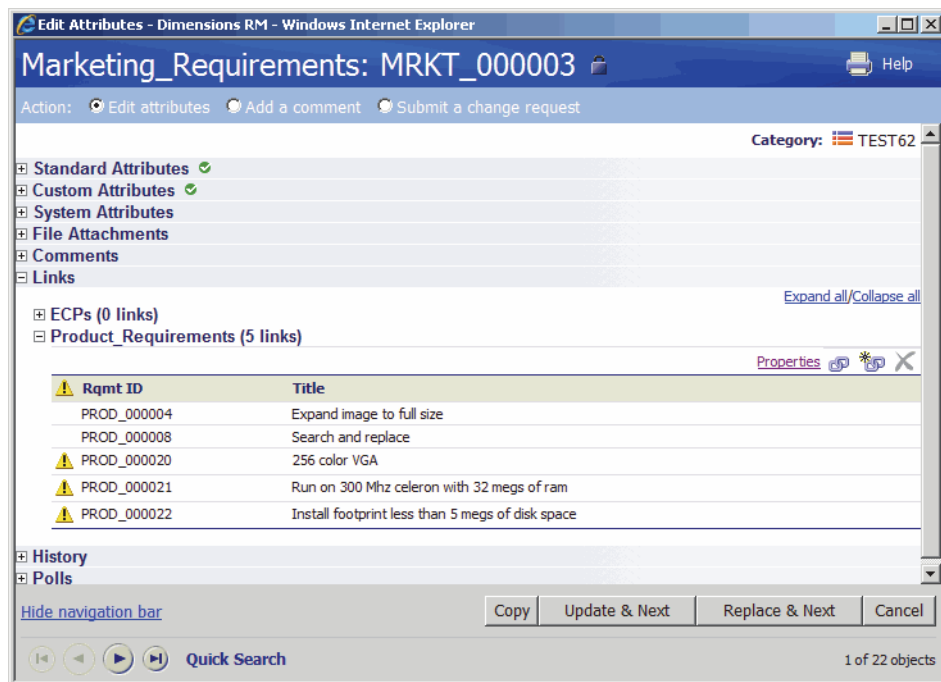 Edit Attributes - Dimensions RM - Windows Internet Explorer
Marketing_Requirements: MRKT_000003 Help
Action: Edit attributes Add a comment Submit a change request
Category: TEST62
Standard Attributes
Custom Attributes
System Attributes
File Attachments
Comments
Links
Expand all/Collapse all
ECPs (0 links)
Product_Requirements (5 links)
Properties
Rqmt ID Title
PROD_000004 Expand image to full size
PROD_000008 Search and replace
PROD_000020 256 color VGA
PROD_000021 Run on 300 Mhz celeron with 32 megs of ram
PROD_000022 Install footprint less than 5 megs of disk space
History
Polls
Hide navigation bar Copy Update & Next Replace & Next Cancel
Quick Search 1 of 22 objects